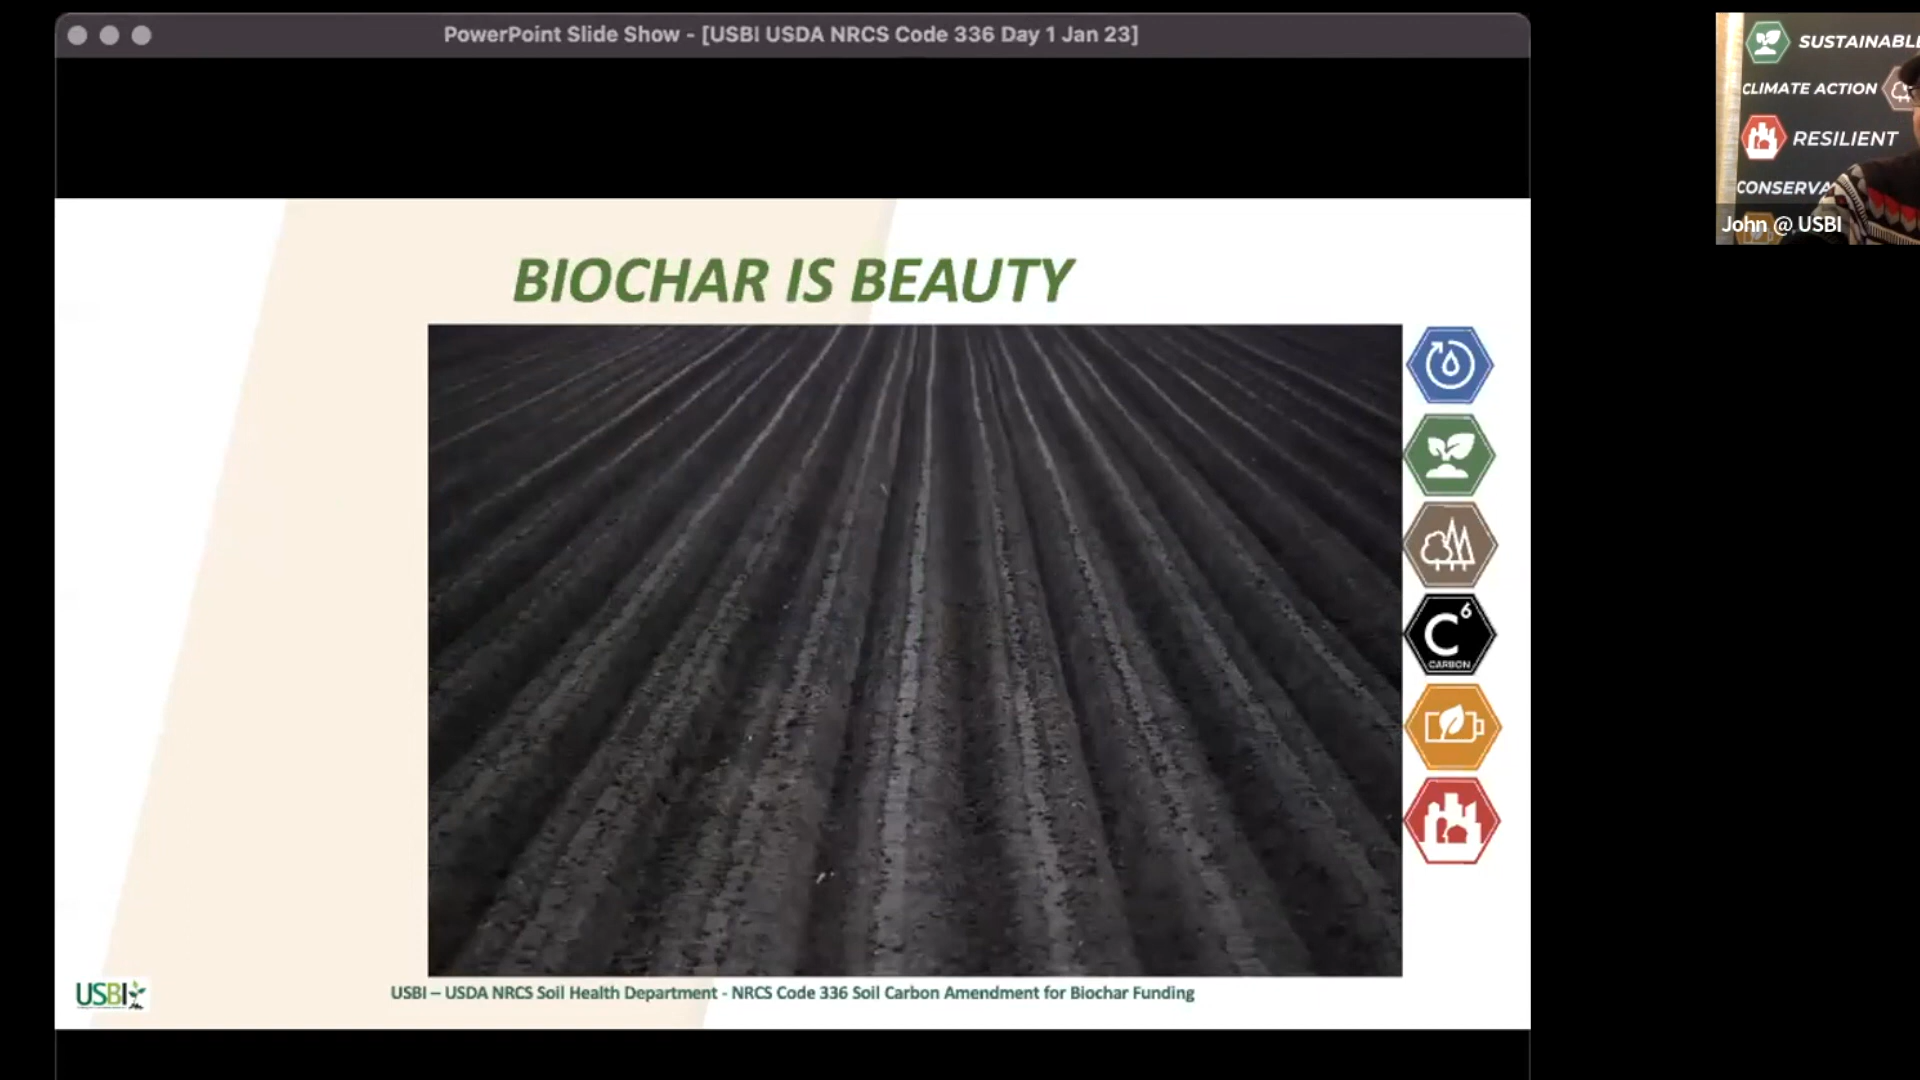 PowerPoint Slide Show - [USBI USDA NRCS Code 336 Day 1 Jan 23]
SUSTAINABLE
CLIMATE ACTION
RESILIENT
CONSERVA
John @ USBI
BIOCHAR IS BEAUTY
C6
CARBON
USBI
USBI – USDA NRCS Soil Health Department - NRCS Code 336 Soil Carbon Amendment for Biochar Funding